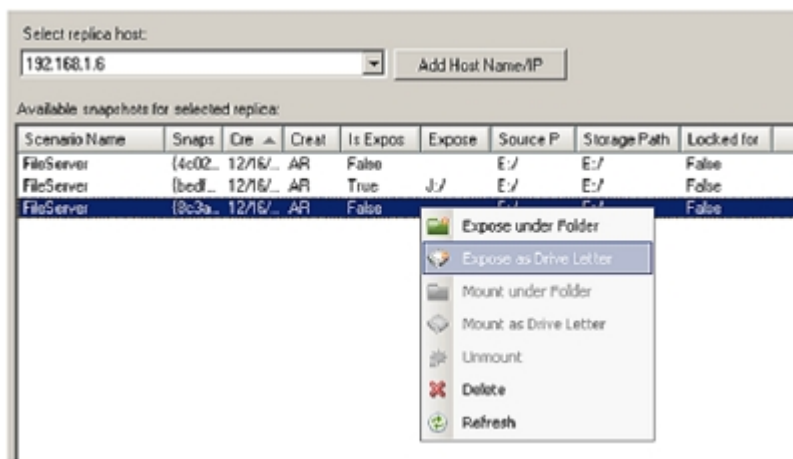 Select replica host:
192.168.1.6
Add Host Name/IP
Available snapshots for selected replica:
Scenario Name Snaps Cre Creat Is Expos Expose Source P Storage Path Locked for
FileServer {4c02... 12/16/... AR False E:/ E:/ False
FileServer {bedf... 12/16/... AR True J:/ E:/ E:/ False
FileServer 12/16/... AR False False
Expose under Folder
Expose as Drive Letter
Mount under Folder
Mount as Drive Letter
Unmount
Delete
Refresh